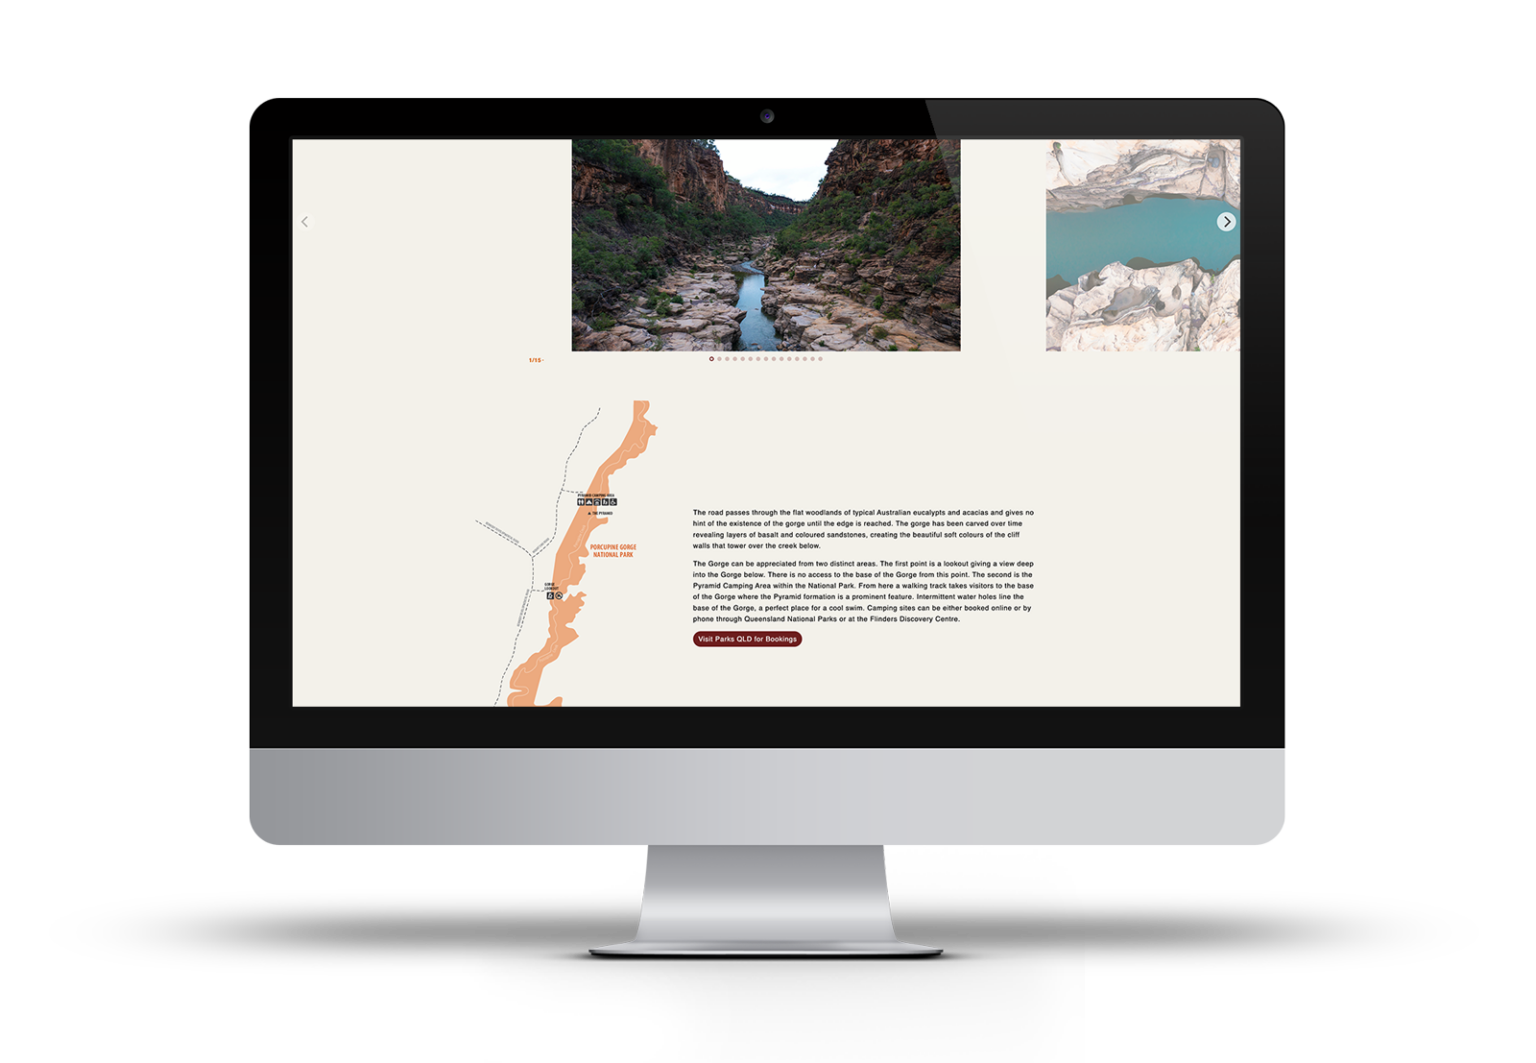 1/15 -
PYRAMID CAMPING AREA
THE PYRAMID
PORCUPINE GORGE
NATIONAL PARK
GORGE
LOOKOUT
The road passes through the flat woodlands of typical Australian eucalypts and acacias and gives no
hint of the existence of the gorge until the edge is reached. The gorge has been carved over time
revealing layers of basalt and coloured sandstones, creating the beautiful soft colours of the cliff
walls that tower over the creek below.
The Gorge can be appreciated from two distinct areas. The first point is a lookout giving a view deep
into the Gorge below. There is no access to the base of the Gorge from this point. The second is the
Pyramid Camping Area within the National Park. From here a walking track takes visitors to the base
of the Gorge where the Pyramid formation is a prominent feature. Intermittent water holes line the
base of the Gorge, a perfect place for a cool swim. Camping sites can be either booked online or by
phone through Queensland National Parks or at the Flinders Discovery Centre.
Visit Parks QLD for Bookings